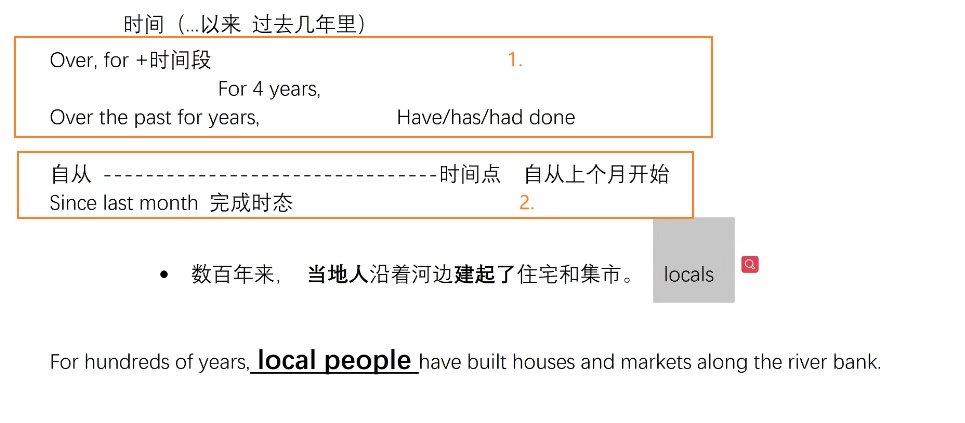 时间（...以来 过去几年里）
Over, for +时间段 1.
For 4 years,
Over the past for years, Have/has/had done
自从 --------------------------------时间点 自从上个月开始
Since last month 完成时态 2.
• 数百年来， 当地人沿着河边建起了住宅和集市。 locals
For hundreds of years, local people have built houses and markets along the river bank.